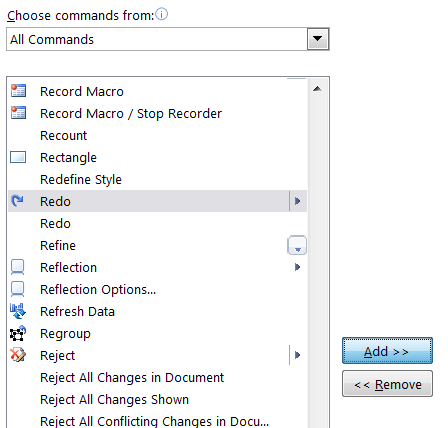 Choose commands from:
All Commands
Record Macro
Record Macro / Stop Recorder
Recount
Rectangle
Redefine Style
Redo
Redo
Refine
Reflection
Reflection Options...
Refresh Data
Regroup
Reject
Reject All Changes in Document
Reject All Changes Shown
Reject All Conflicting Changes in Docu...
Add >>
<< Remove